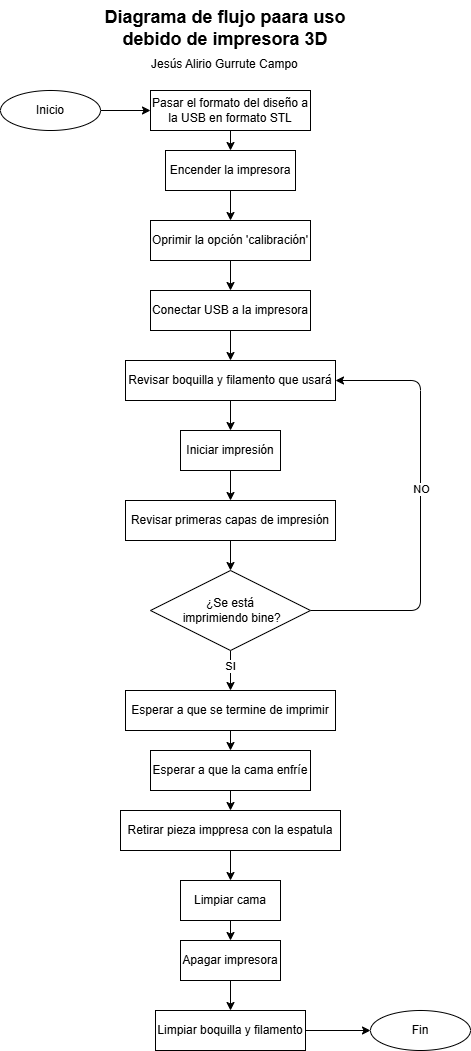 Diagrama de flujo paara uso
debido de impresora 3D
Jesús Alirio Gurrute Campo
Inicio
Pasar el formato del diseño a
la USB en formato STL
Encender la impresora
Oprimir la opción 'calibración'
Conectar USB a la impresora
Revisar boquilla y filamento que usará
Iniciar impresión
NO
Revisar primeras capas de impresión
¿Se está
imprimiendo bine?
SI
Esperar a que se termine de imprimir
Esperar a que la cama enfríe
Retirar pieza imppresa con la espatula
Limpiar cama
Apagar impresora
Limpiar boquilla y filamento
Fin